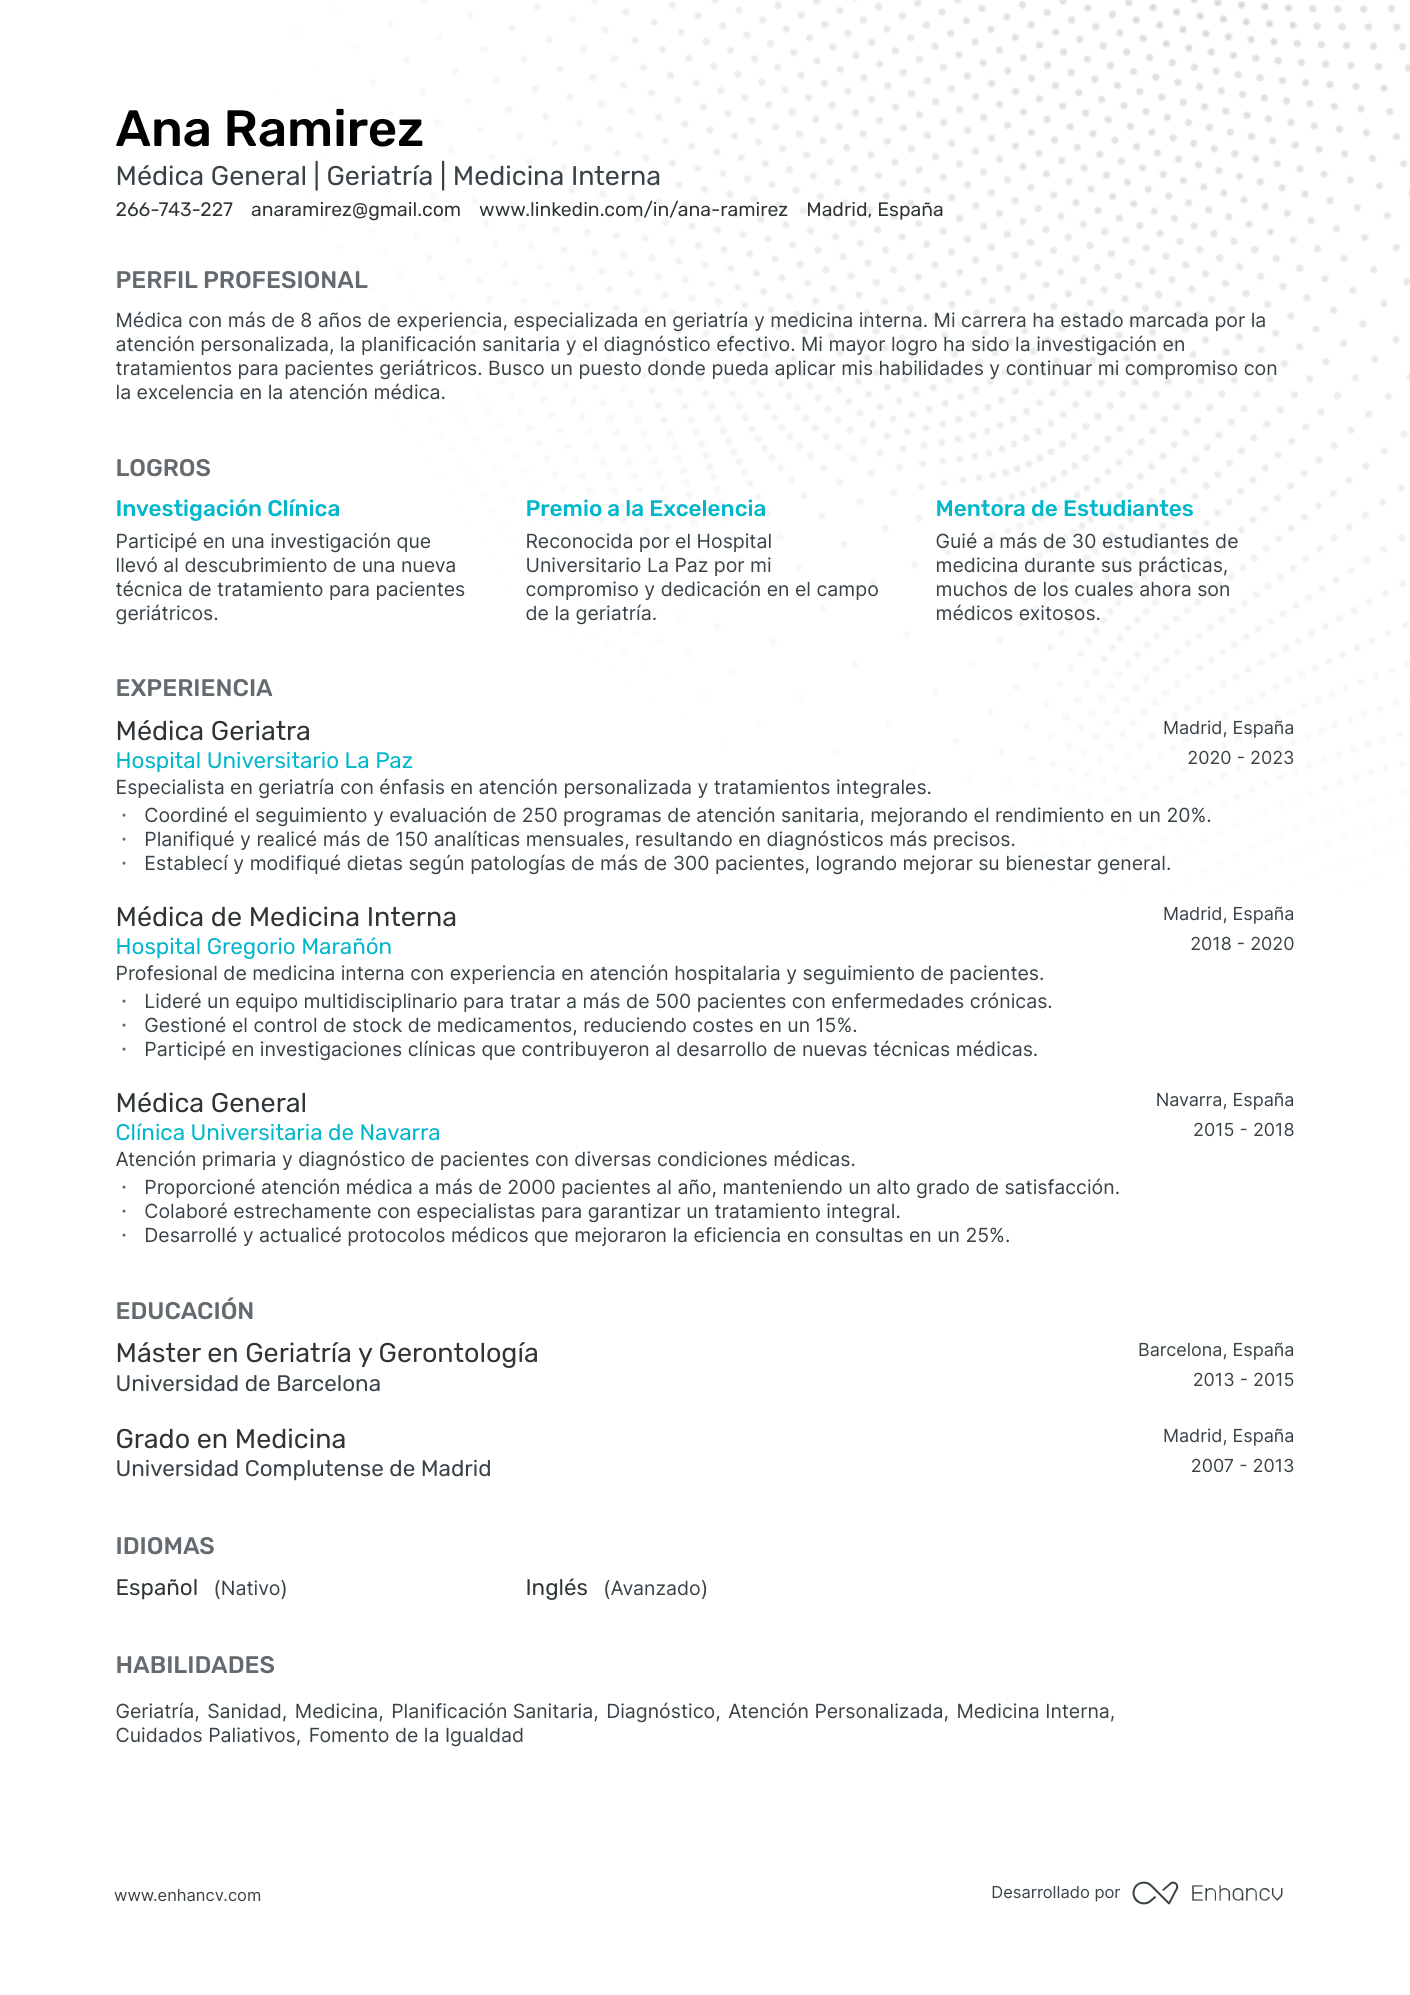 Ana Ramirez
Médica General | Geriatría | Medicina Interna
266-743-227 anaramirez@gmail.com www.linkedin.com/in/ana-ramirez Madrid, España
PERFIL PROFESIONAL
Médica con más de 8 años de experiencia, especializada en geriatría y medicina interna. Mi carrera ha estado marcada por la
atención personalizada, la planificación sanitaria y el diagnóstico efectivo. Mi mayor logro ha sido la investigación en
tratamientos para pacientes geriátricos. Busco un puesto donde pueda aplicar mis habilidades y continuar mi compromiso con
la excelencia en la atención médica.
LOGROS
Investigación Clínica
Participé en una investigación que
llevó al descubrimiento de una nueva
técnica de tratamiento para pacientes
geriátricos.
Premio a la Excelencia
Reconocida por el Hospital
Universitario La Paz por mi
compromiso y dedicación en el campo
de la geriatría.
Mentora de Estudiantes
Guié a más de 30 estudiantes de
medicina durante sus prácticas,
muchos de los cuales ahora son
médicos exitosos.
EXPERIENCIA
Médica Geriatra
Madrid, España
Hospital Universitario La Paz
2020 - 2023
Especialista en geriatría con énfasis en atención personalizada y tratamientos integrales.
· Coordiné el seguimiento y evaluación de 250 programas de atención sanitaria, mejorando el rendimiento en un 20%.
· Planifiqué y realicé más de 150 analíticas mensuales, resultando en diagnósticos más precisos.
· Establecí y modifiqué dietas según patologías de más de 300 pacientes, logrando mejorar su bienestar general.
Médica de Medicina Interna
Madrid, España
Hospital Gregorio Marañón
2018 - 2020
Profesional de medicina interna con experiencia en atención hospitalaria y seguimiento de pacientes.
· Lideré un equipo multidisciplinario para tratar a más de 500 pacientes con enfermedades crónicas.
· Gestioné el control de stock de medicamentos, reduciendo costes en un 15%.
· Participé en investigaciones clínicas que contribuyeron al desarrollo de nuevas técnicas médicas.
Médica General
Navarra, España
Clínica Universitaria de Navarra
2015 - 2018
Atención primaria y diagnóstico de pacientes con diversas condiciones médicas.
· Proporcioné atención médica a más de 2000 pacientes al año, manteniendo un alto grado de satisfacción.
· Colaboré estrechamente con especialistas para garantizar un tratamiento integral.
· Desarrollé y actualicé protocolos médicos que mejoraron la eficiencia en consultas en un 25%.
EDUCACIÓN
Máster en Geriatría y Gerontología
Barcelona, España
Universidad de Barcelona
2013 - 2015
Grado en Medicina
Madrid, España
Universidad Complutense de Madrid
2007 - 2013
IDIOMAS
Español (Nativo) Inglés (Avanzado)
HABILIDADES
Geriatría, Sanidad, Medicina, Planificación Sanitaria, Diagnóstico, Atención Personalizada, Medicina Interna,
Cuidados Paliativos, Fomento de la Igualdad
www.enhancv.com
Desarrollado por Enhancv